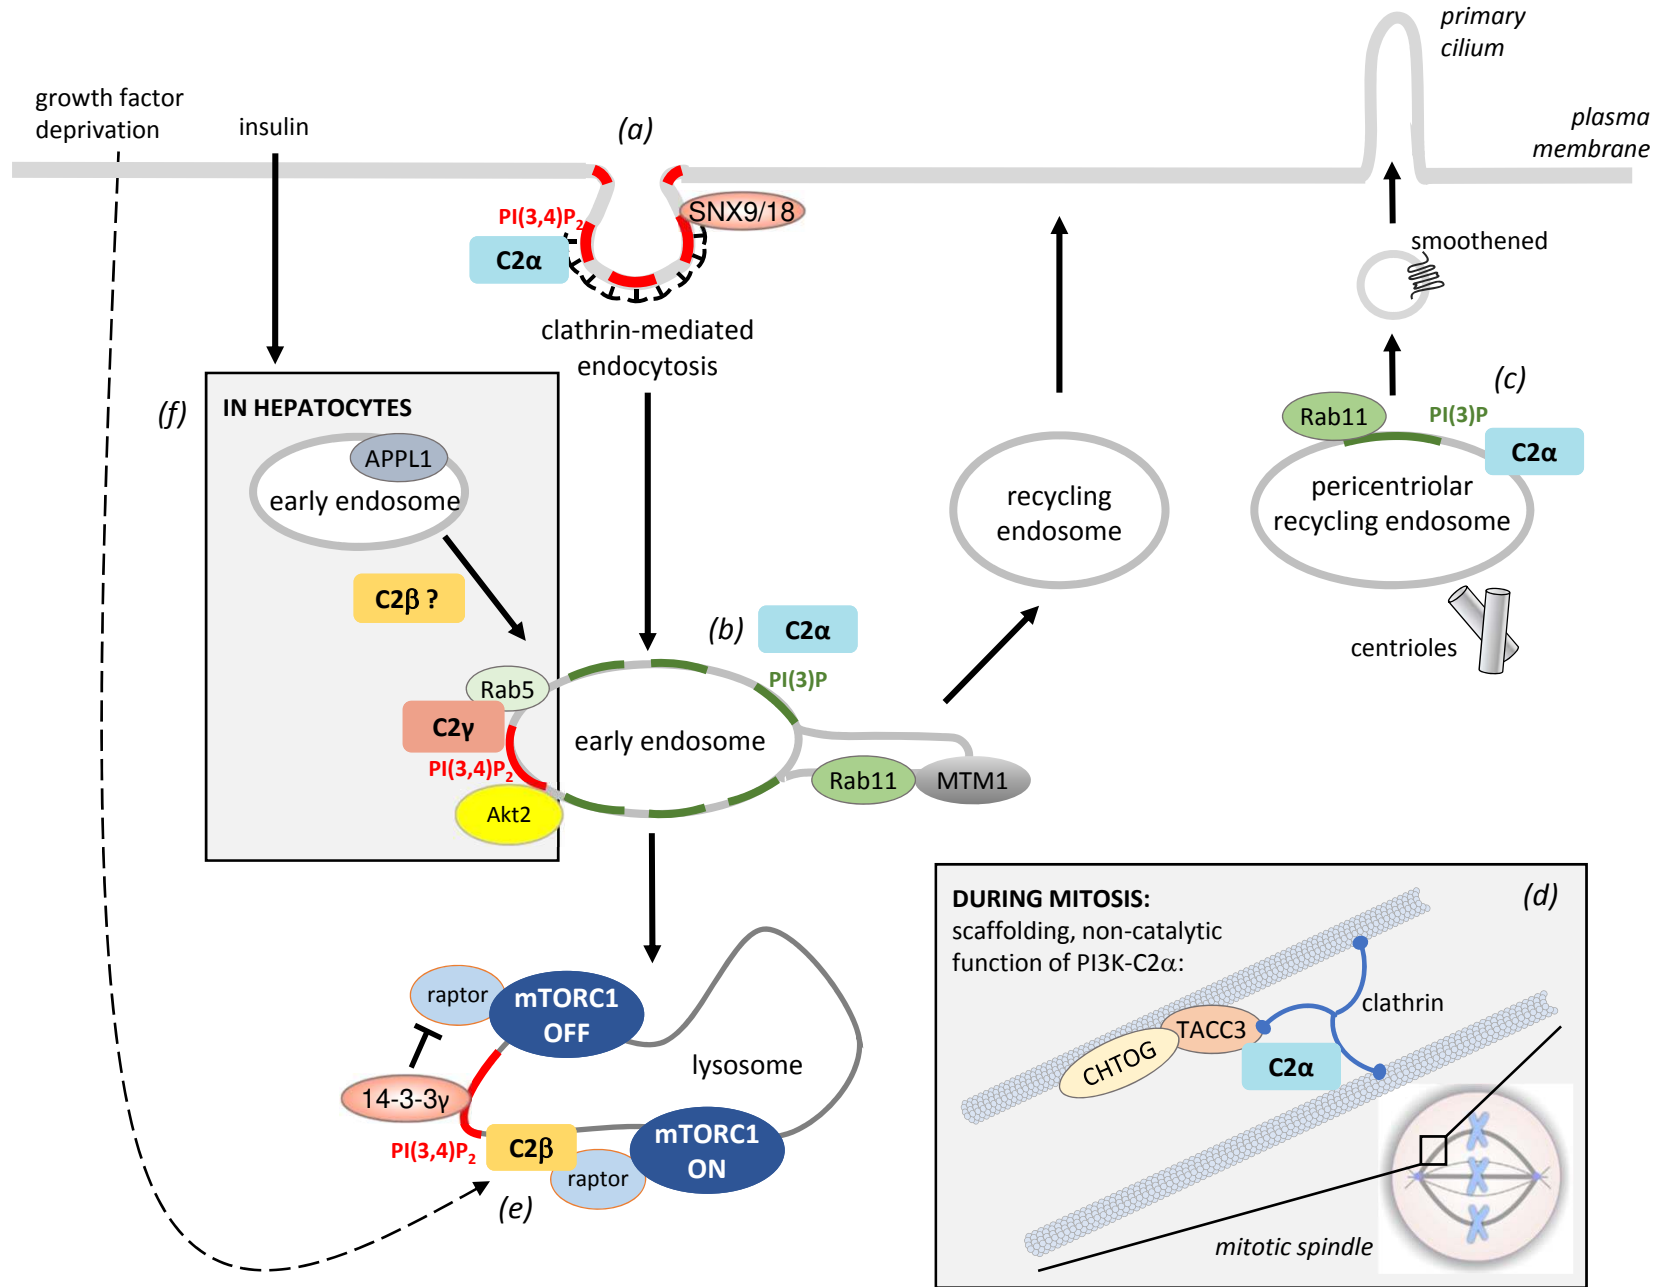 primary
cilium
growth factor
deprivation
insulin
(a)
plasma
membrane
PI(3,4)P2
SNX9/18
C2α
smoothened
clathrin-mediated
endocytosis
(f)
IN HEPATOCYTES
APPL1
early endosome
C2β ?
(c)
Rab11
PI(3)P
C2α
pericentriolar
recycling endosome
recycling
endosome
centrioles
(b)
C2α
PI(3)P
Rab5
C2γ
early endosome
PI(3,4)P2
Akt2
Rab11
MTM1
raptor
mTORC1
OFF
lysosome
14-3-3γ
PI(3,4)P2
C2β
raptor
mTORC1
ON
(e)
DURING MITOSIS:
scaffolding, non-catalytic
function of PI3K-C2α:
(d)
clathrin
TACC3
CHTOG
C2α
mitotic spindle